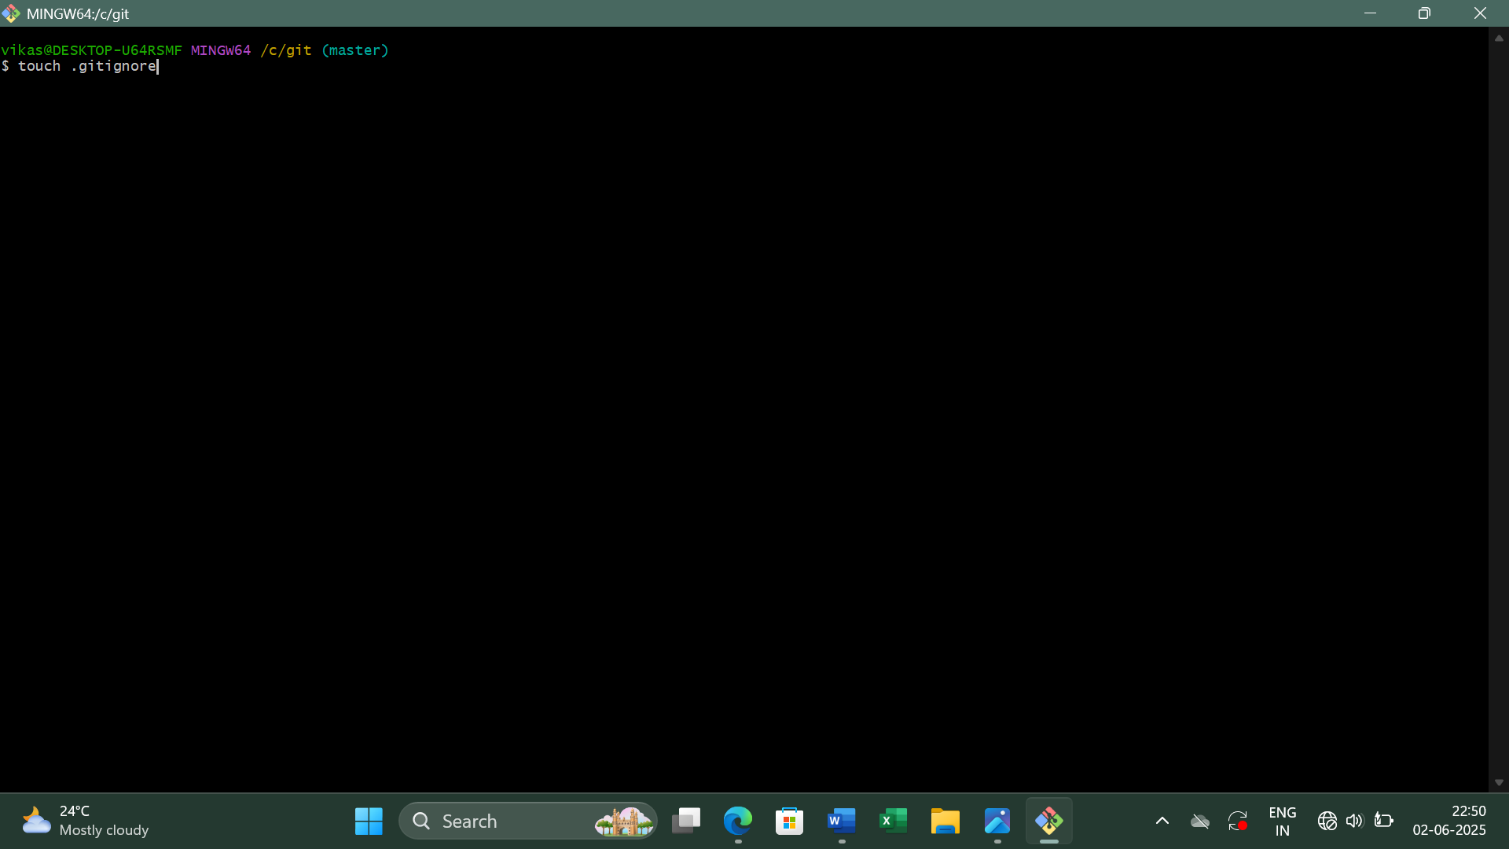 MINGW64:/c/git
vikas@DESKTOP-U64RSMF MINGW64 /c/git (master)
$ touch .gitignore
24°C
Mostly cloudy
Search
ENG
IN
22:50
02-06-2025